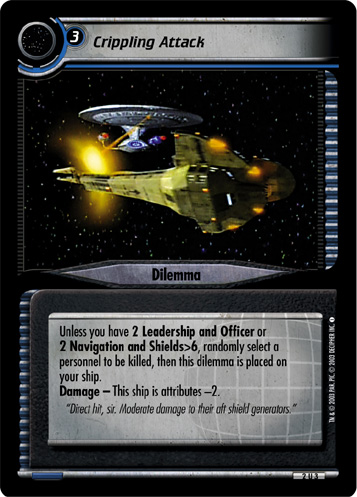 3
Crippling Attack
Dilemma
Unless you have 2 Leadership and Officer or
2 Navigation and Shields>6, randomly select a
personnel to be killed, then this dilemma is placed on
your ship.
Damage – This ship is attributes –2.
"Direct hit, sir. Moderate damage to their aft shield generators."
TM & © 2003 PAR. PIC. © 2003 DECIPHER INC.
2 U 3